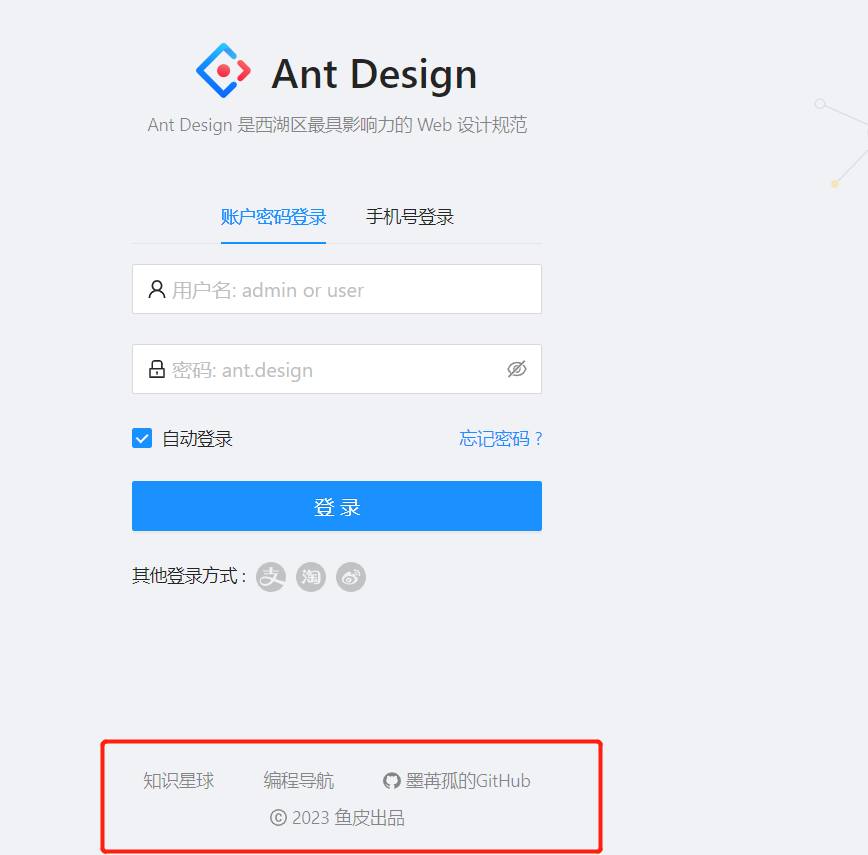 Ant Design
Ant Design 是西湖区最具影响力的 Web 设计规范
账户密码登录 手机号登录
用户名: admin or user
密码: ant.design
自动登录 忘记密码 ?
登 录
其他登录方式 : 支 淘
知识星球 编程导航 墨苒孤的GitHub
© 2023 鱼皮出品